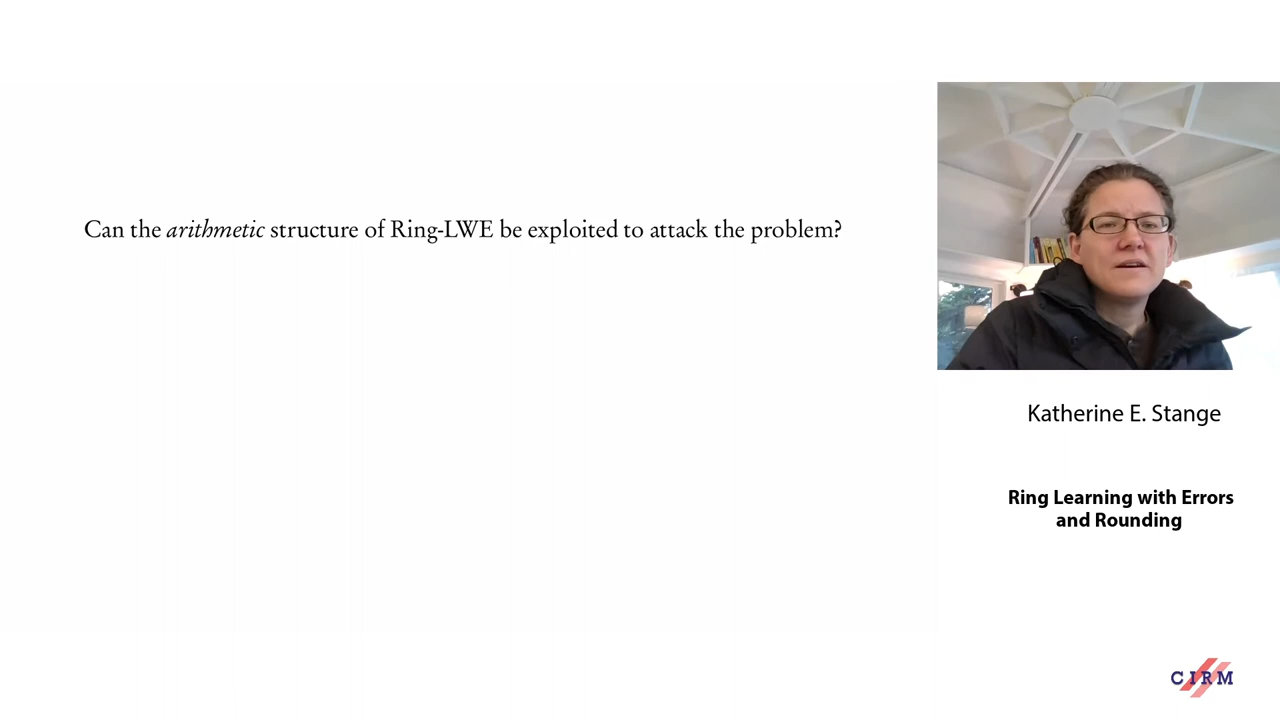 Can the arithmetic structure of Ring-LWE be exploited to attack the problem?
Katherine E. Stange
Ring Learning with Errors
and Rounding
CIRM